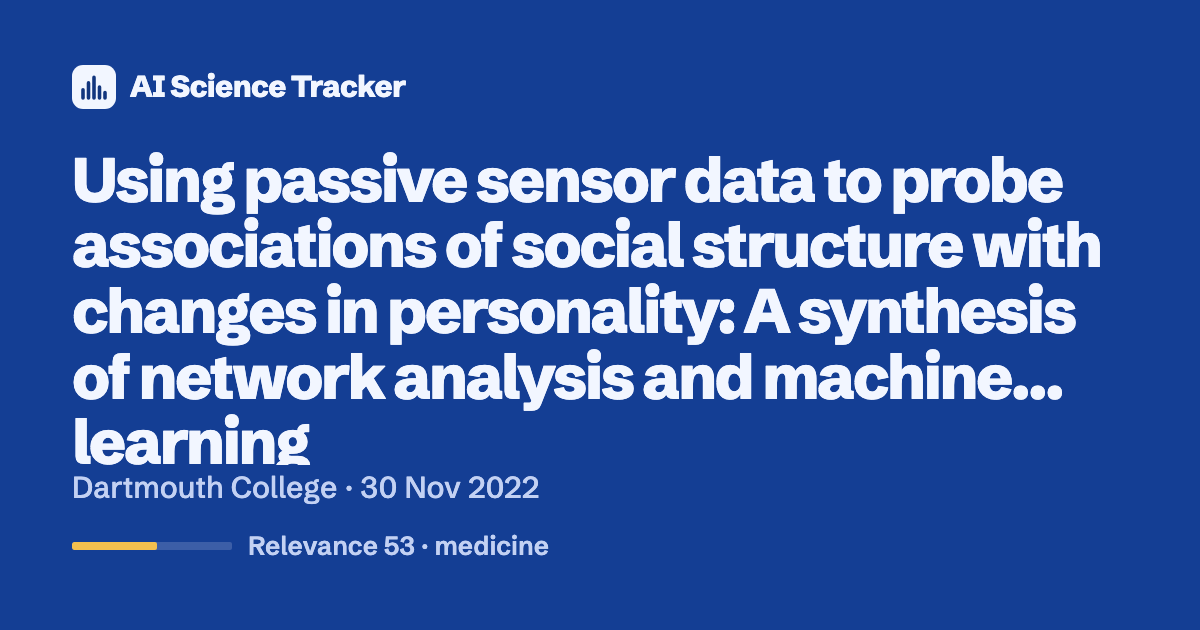 AI Science Tracker
Using passive sensor data to probe
associations of social structure with
changes in personality: A synthesis
of network analysis and machine...
learning
Dartmouth College · 30 Nov 2022
Relevance 53 · medicine